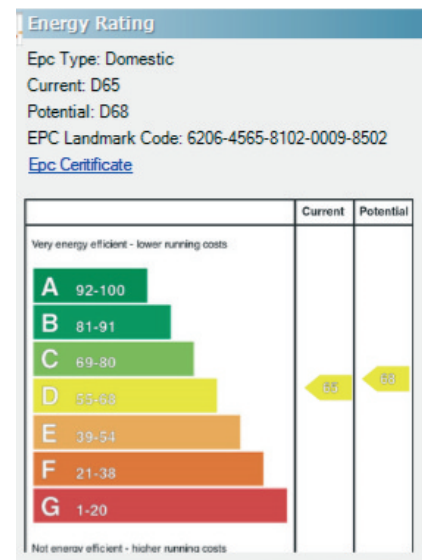 Energy Rating
Epc Type: Domestic
Current: D65
Potential: D68
EPC Landmark Code: 6206-4565-8102-0009-8502
Epc Ceritificate
Current Potential
Very energy efficient - lower running costs
A 92-100
B 81-91
C 69-80
D 55-68
65
68
E 39-54
F 21-38
G 1-20
Not energy efficient - higher running costs